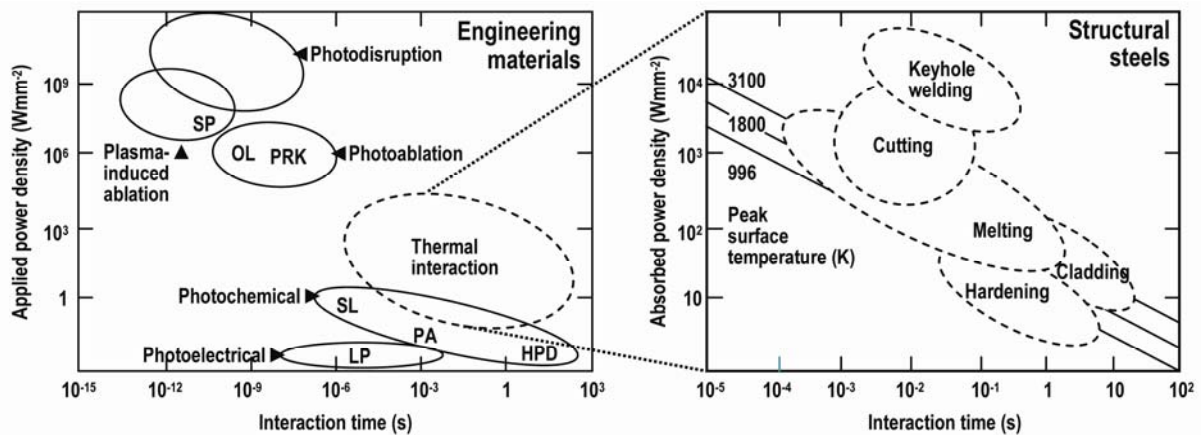 Engineering
materials
Applied power density (Wmm⁻²)
10⁹
10⁶
10³
1
Photodisruption
SP
OL
PRK
Photoablation
Plasma-
induced
ablation
Thermal
interaction
Photochemical
SL
PA
HPD
Photoelectrical
LP
10⁻¹⁵
10⁻¹²
10⁻⁹
10⁻⁶
10⁻³
1
10³
Interaction time (s)
Structural
steels
Absorbed power density (Wmm⁻²)
10⁴
10³
10²
10
3100
1800
996
Peak
surface
temperature (K)
Keyhole
welding
Cutting
Melting
Cladding
Hardening
10⁻⁵
10⁻⁴
10⁻³
10⁻²
10⁻¹
1
10
10²
Interaction time (s)